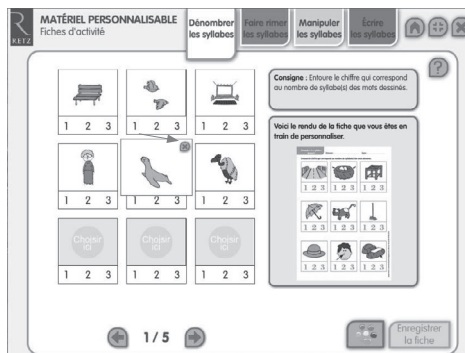 RETZ
MATÉRIEL PERSONNALISABLE
Fiches d'activité
Dénombrer
les syllabes
Faire rimer
les syllabes
Manipuler
les syllabes
Écrire
les syllabes
?
Consigne : Entoure le chiffre qui correspond
au nombre de syllabe(s) des mots dessinés.
1 2 3 1 2 3 1 2 3
1 2 3 1 2 3 1 2 3
Choisir
ici
Choisir
ici
Choisir
ici
1 2 3 1 2 3 1 2 3
Voici le rendu de la fiche que vous êtes en
train de personnaliser.
1 2 3 1 2 3 1 2 3
1 2 3 1 2 3 1 2 3
1 2 3 1 2 3 1 2 3
1 / 5
Enregistrer
la fiche